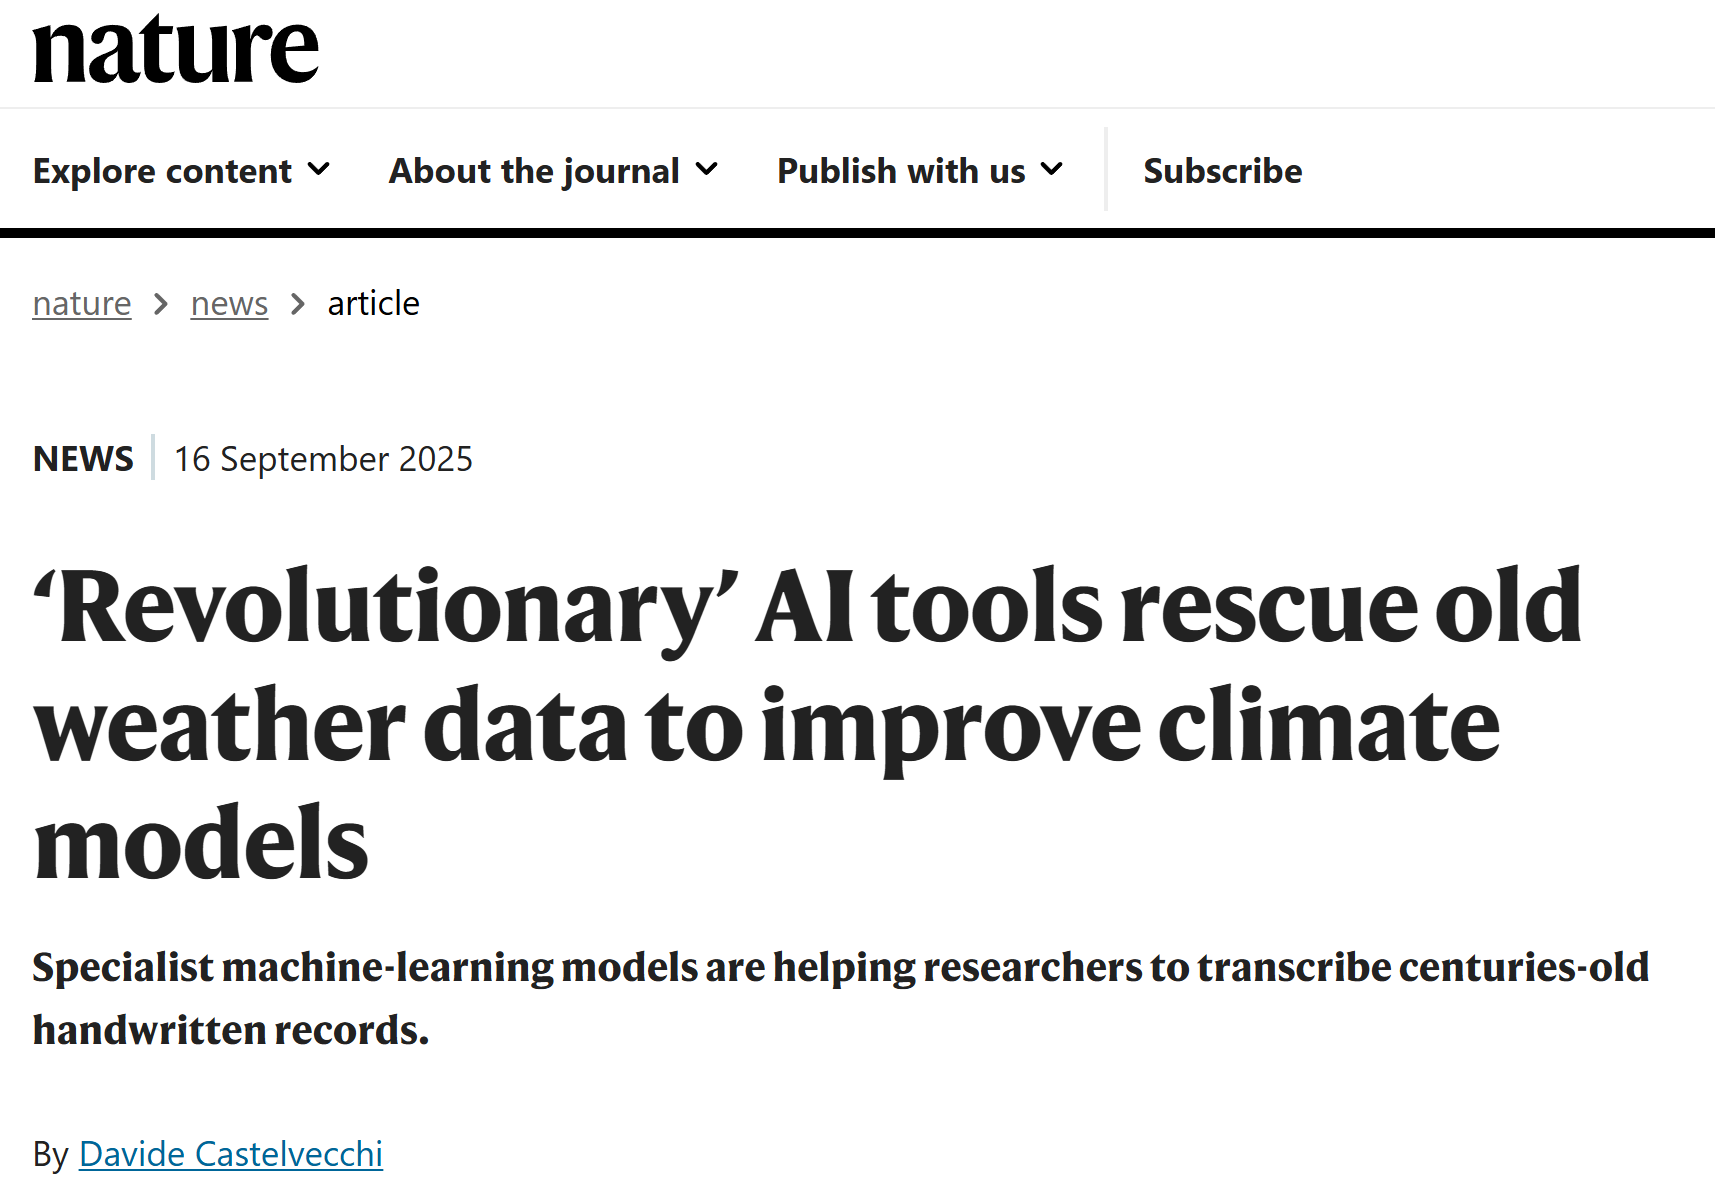 nature
Explore content About the journal Publish with us Subscribe
nature > news > article
NEWS 16 September 2025
‘Revolutionary’ AI tools rescue old
weather data to improve climate
models
Specialist machine-learning models are helping researchers to transcribe centuries-old
handwritten records.
By Davide Castelvecchi